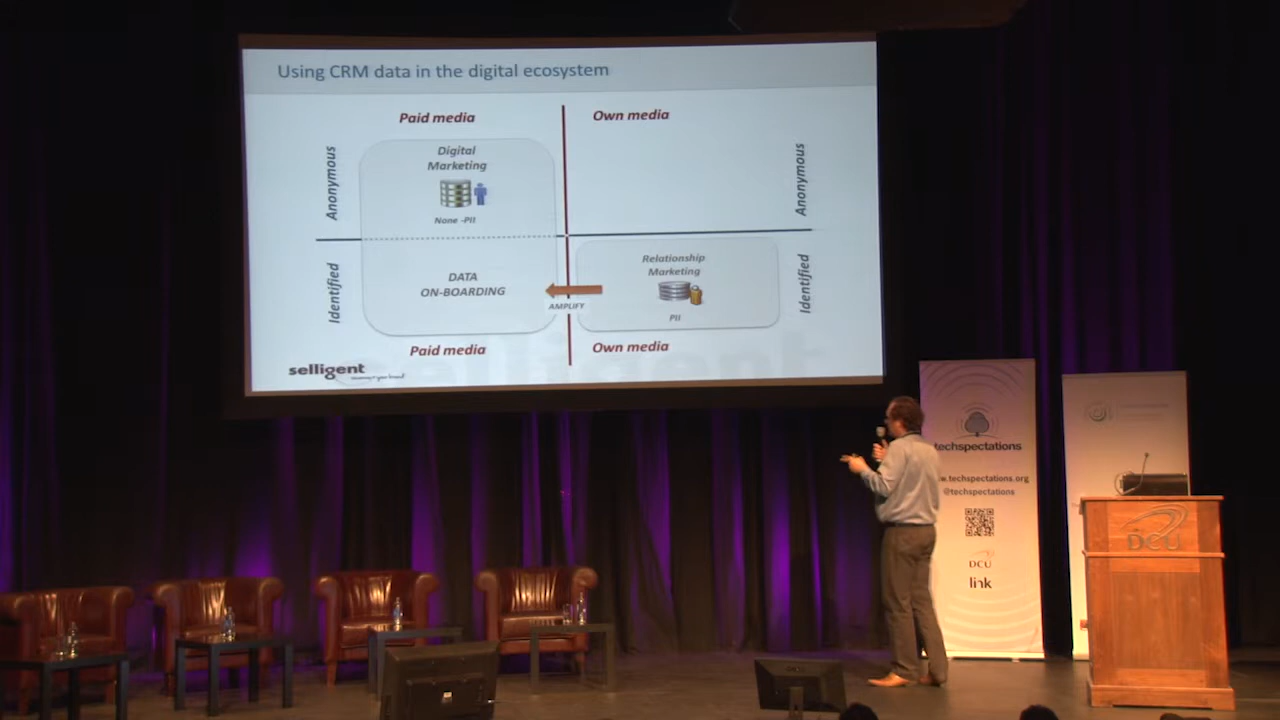 Using CRM data in the digital ecosystem
Paid media
Own media
Anonymous
Digital
Marketing
None -PII
Anonymous
Identified
DATA
ON-BOARDING
AMPLIFY
Relationship
Marketing
PII
Identified
Paid media
Own media
selligent
techspectations
w.techspectations.org
@techspectations
DCU
link
DCU